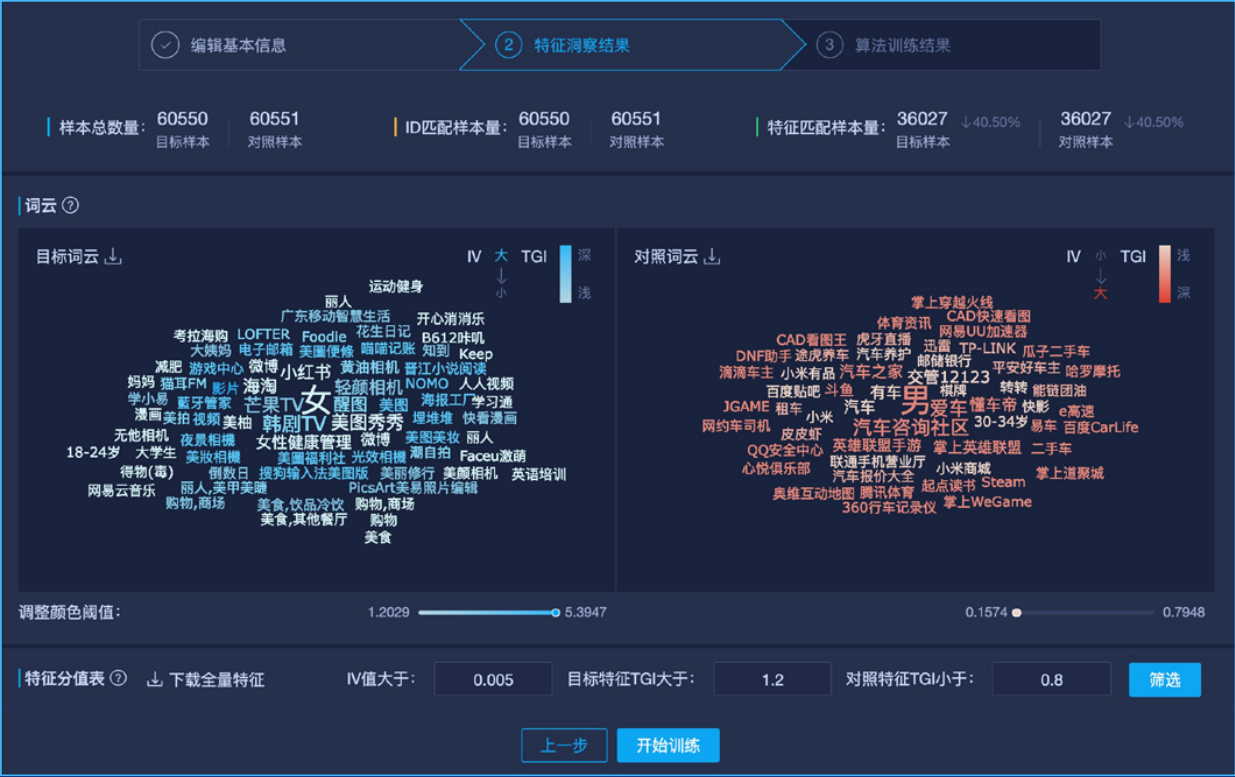 编辑基本信息
2 特征洞察结果
3 算法训练结果
样本总数量: 60550 目标样本 60551 对照样本
ID匹配样本量: 60550 目标样本 60551 对照样本
特征匹配样本量: 36027 ↓40.50% 目标样本 36027 ↓40.50% 对照样本
词云 ?
目标词云
IV 大 ↓ 小 TGI 深 浅
运动健身
丽人
广东移动智慧生活 开心消消乐
考拉海购 LOFTER Foodie 花生日记 B612咔叽
大姨妈 电子邮箱 美圖便條 喵喵记账 知到 Keep
减肥 游戏中心 微博 小红书 黄油相机 晋江小说阅读
妈妈 猫耳FM 影片 海淘 轻颜相机 NOMO 人人视频
学小易 藍牙管家 芒果TV 女 醒图 美图 海报工厂 学习通
漫画 美拍 视频 美柚 韩剧TV 美图秀秀 埋堆堆 快看漫画
无他相机 夜景相機 女性健康管理 微博 美图美妆 丽人
18-24岁 大学生 美妝相機 美圖福利社 光效相機 潮自拍 Faceu激萌
得物(毒) 倒数日 搜狗输入法美图版 美丽修行 美颜相机 英语培训
网易云音乐 丽人,美甲美睫 PicsArt美易照片编辑
购物,商场 美食,饮品冷饮 购物,商场
美食,其他餐厅 购物
美食
对照词云
IV 小 ↓ 大 TGI 浅 深
掌上穿越火线
体育资讯 CAD快速看图
网易UU加速器
CAD看图王 虎牙直播 迅雷 TP-LINK 瓜子二手车
DNF助手 途虎养车 汽车养护 邮储银行
滴滴车主 小米有品 汽车之家 交管12123 平安好车主 哈罗摩托
百度贴吧 斗鱼 有车 男 棋牌 转转 能链团油
JGAME 租车 汽车 爱车 懂车帝 快影 e高速
网约车司机 小米 汽车咨询社区 30-34岁 易车 百度CarLife
皮皮虾
QQ安全中心 英雄联盟手游 掌上英雄联盟 二手车
心悦俱乐部 联通手机营业厅 小米商城
汽车报价大全 起点读书 Steam 掌上道聚城
奥维互动地图 腾讯体育
360行车记录仪 掌上WeGame
调整颜色阈值: 1.2029 5.3947 0.1574 0.7948
特征分值表 ? 下载全量特征 IV值大于: 0.005 目标特征TGI大于: 1.2 对照特征TGI小于: 0.8 筛选
上一步 开始训练